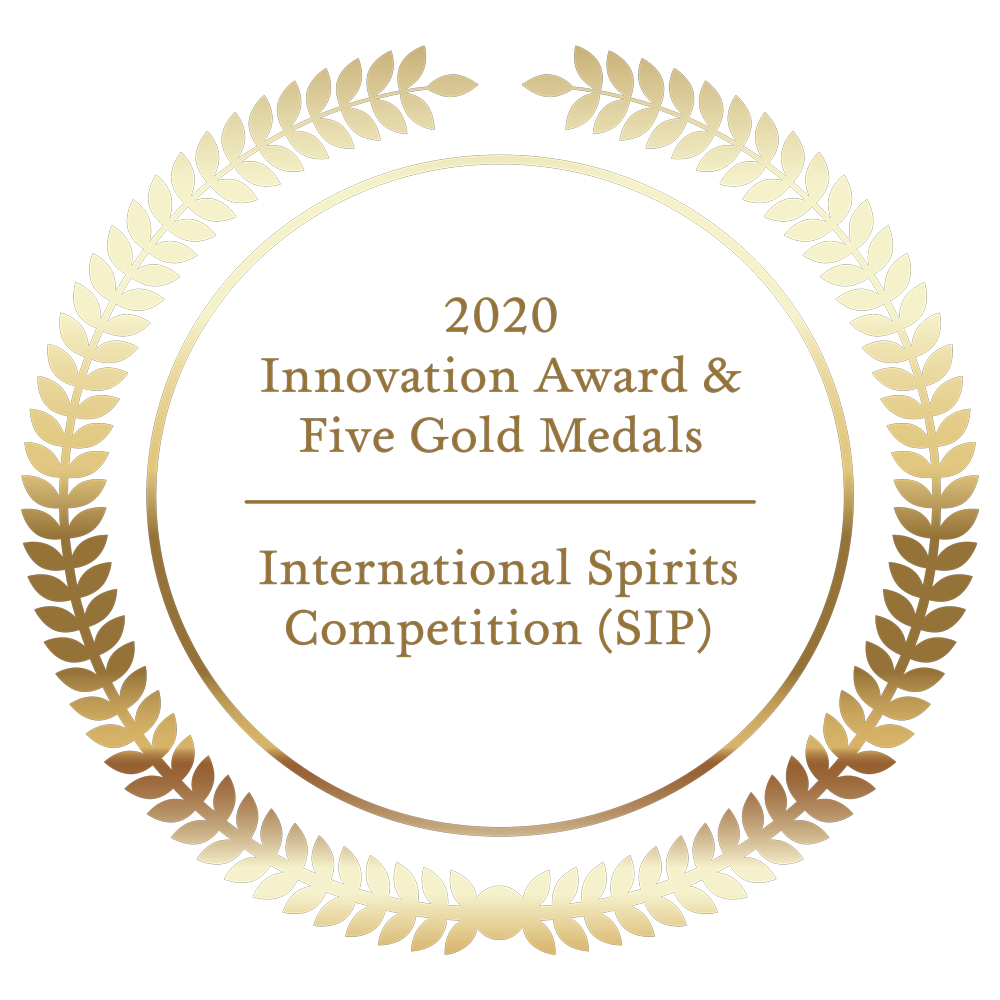 2020
Innovation Award &
Five Gold Medals
International Spirits
Competition (SIP)